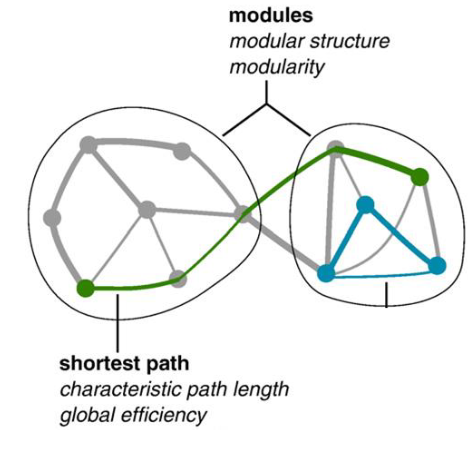 modules
modular structure
modularity
shortest path
characteristic path length
global efficiency